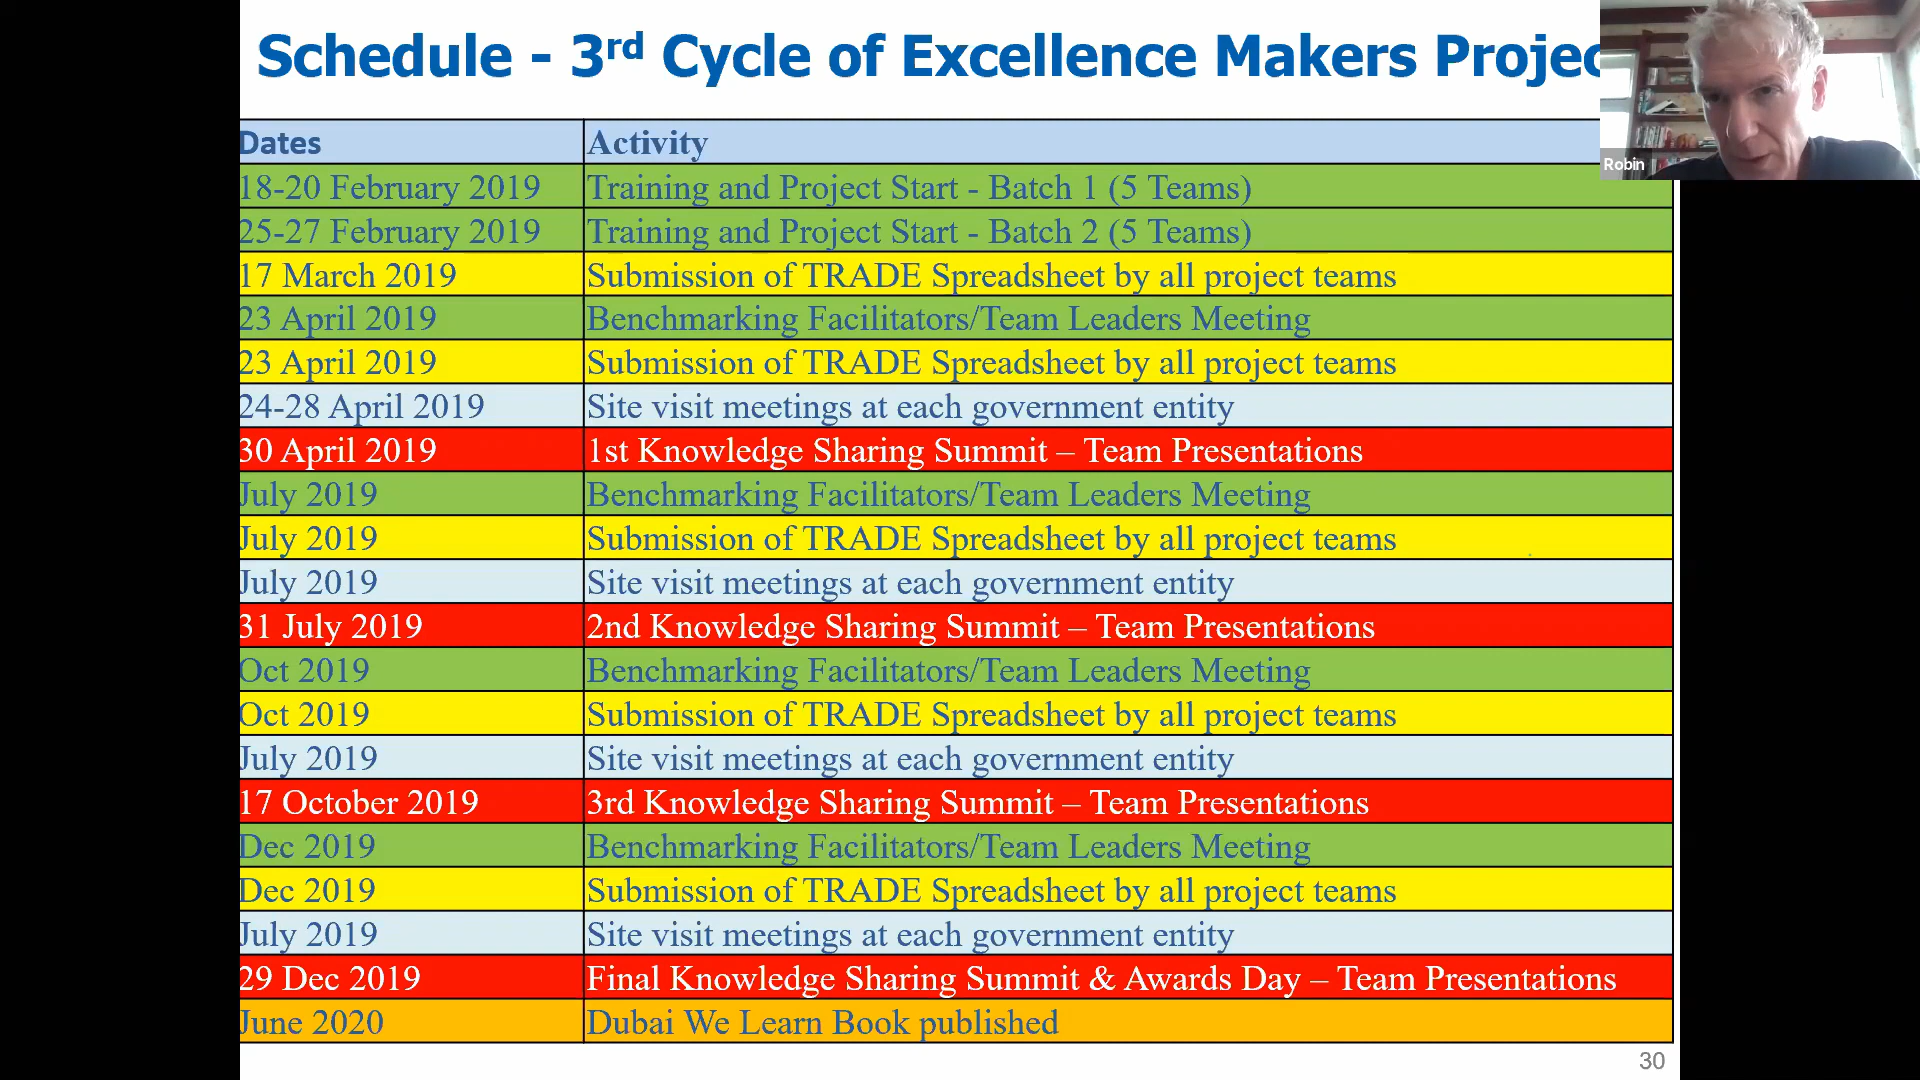 Schedule - 3rd Cycle of Excellence Makers Projec
Robin
Dates Activity
18-20 February 2019 Training and Project Start - Batch 1 (5 Teams)
25-27 February 2019 Training and Project Start - Batch 2 (5 Teams)
17 March 2019 Submission of TRADE Spreadsheet by all project teams
23 April 2019 Benchmarking Facilitators/Team Leaders Meeting
23 April 2019 Submission of TRADE Spreadsheet by all project teams
24-28 April 2019 Site visit meetings at each government entity
30 April 2019 1st Knowledge Sharing Summit – Team Presentations
July 2019 Benchmarking Facilitators/Team Leaders Meeting
July 2019 Submission of TRADE Spreadsheet by all project teams
July 2019 Site visit meetings at each government entity
31 July 2019 2nd Knowledge Sharing Summit – Team Presentations
Oct 2019 Benchmarking Facilitators/Team Leaders Meeting
Oct 2019 Submission of TRADE Spreadsheet by all project teams
July 2019 Site visit meetings at each government entity
17 October 2019 3rd Knowledge Sharing Summit – Team Presentations
Dec 2019 Benchmarking Facilitators/Team Leaders Meeting
Dec 2019 Submission of TRADE Spreadsheet by all project teams
July 2019 Site visit meetings at each government entity
29 Dec 2019 Final Knowledge Sharing Summit & Awards Day – Team Presentations
June 2020 Dubai We Learn Book published
30